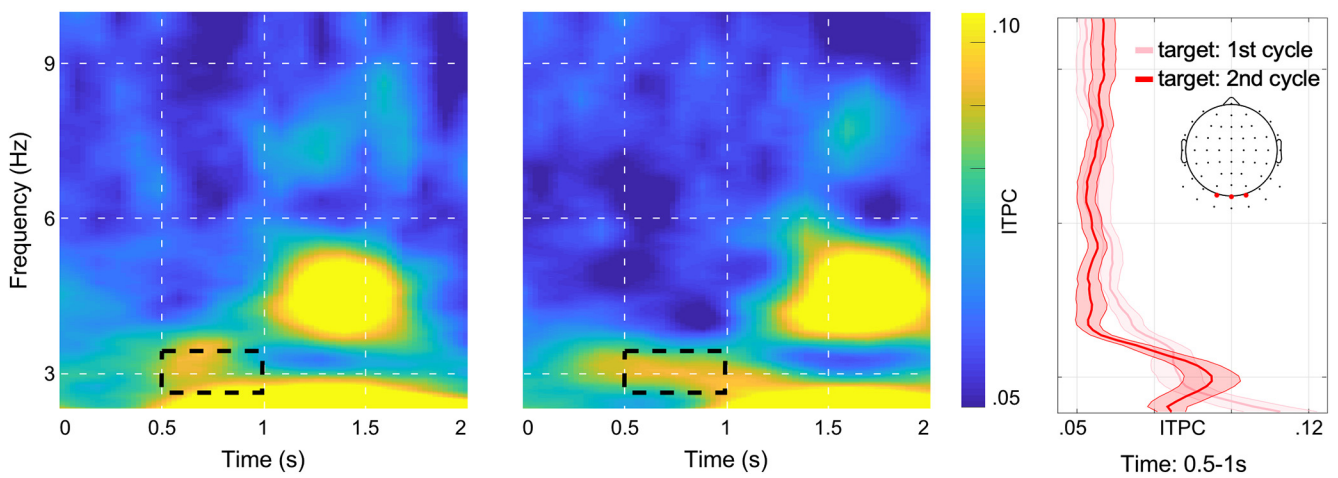 Frequency (Hz)
9
6
3
0 0.5 1 1.5 2
Time (s)
0 0.5 1 1.5 2
Time (s)
.10
ITPC
.05
target: 1st cycle
target: 2nd cycle
.05 ITPC .12
Time: 0.5-1s